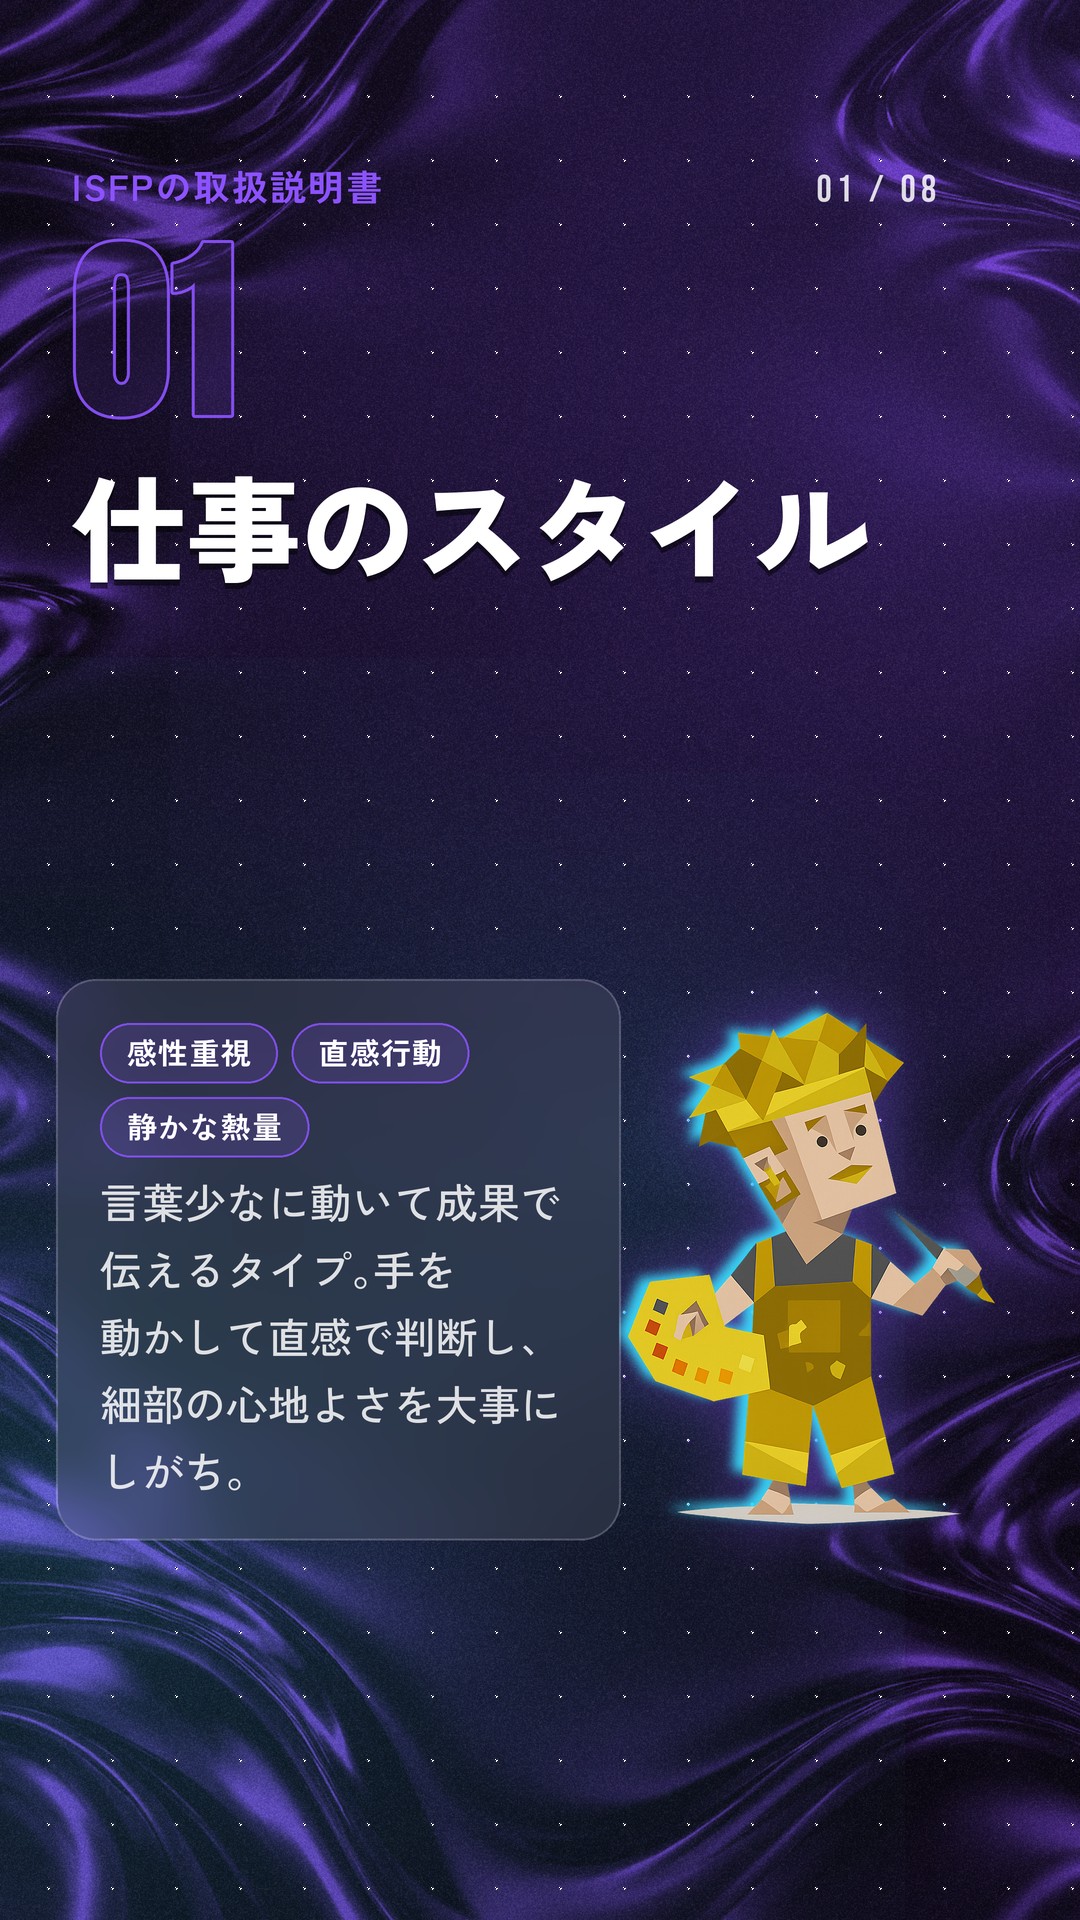 ISFPの取扱説明書
01 / 08
01
仕事のスタイル
感性重視
直感行動
静かな熱量
言葉少なに動いて成果で
伝えるタイプ。手を
動かして直感で判断し、
細部の心地よさを大事に
しがち。